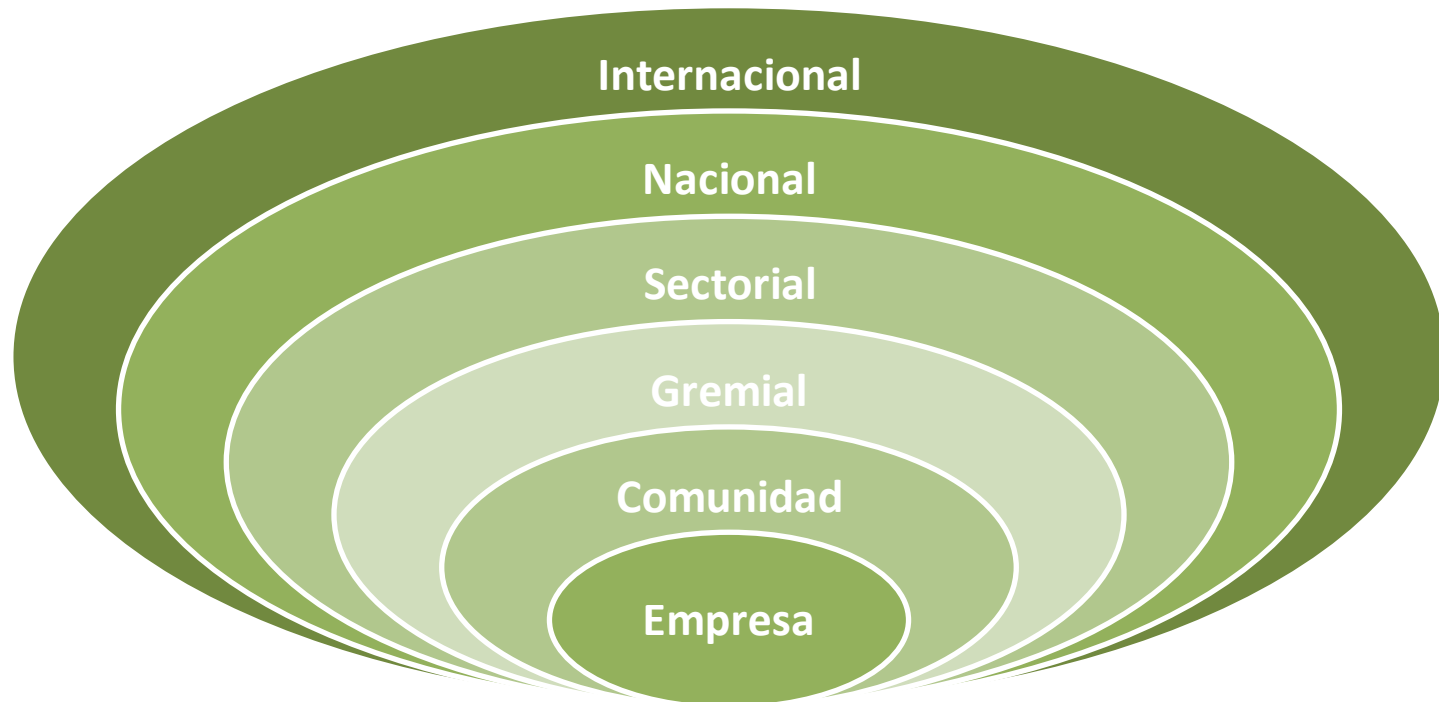 Internacional
Nacional
Sectorial
Gremial
Comunidad
Empresa